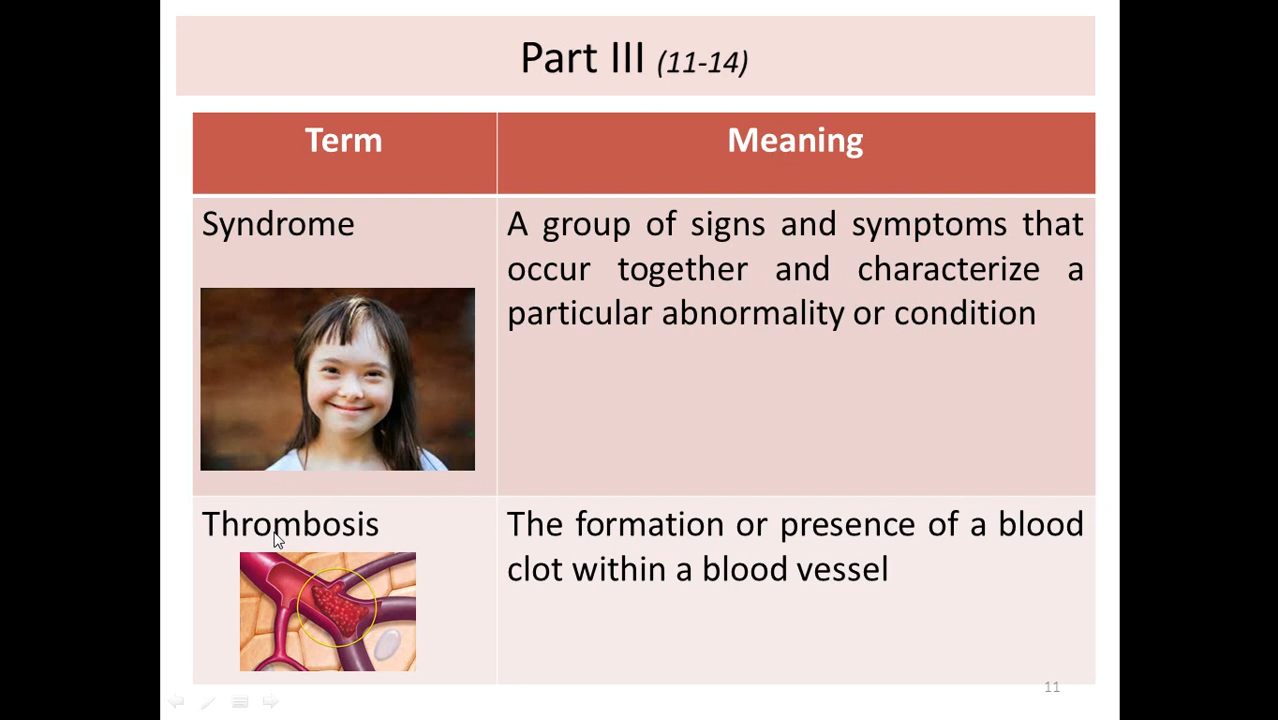 Part III (11-14)
Term
Meaning
Syndrome
A group of signs and symptoms that
occur together and characterize a
particular abnormality or condition
Thrombosis
The formation or presence of a blood
clot within a blood vessel
11